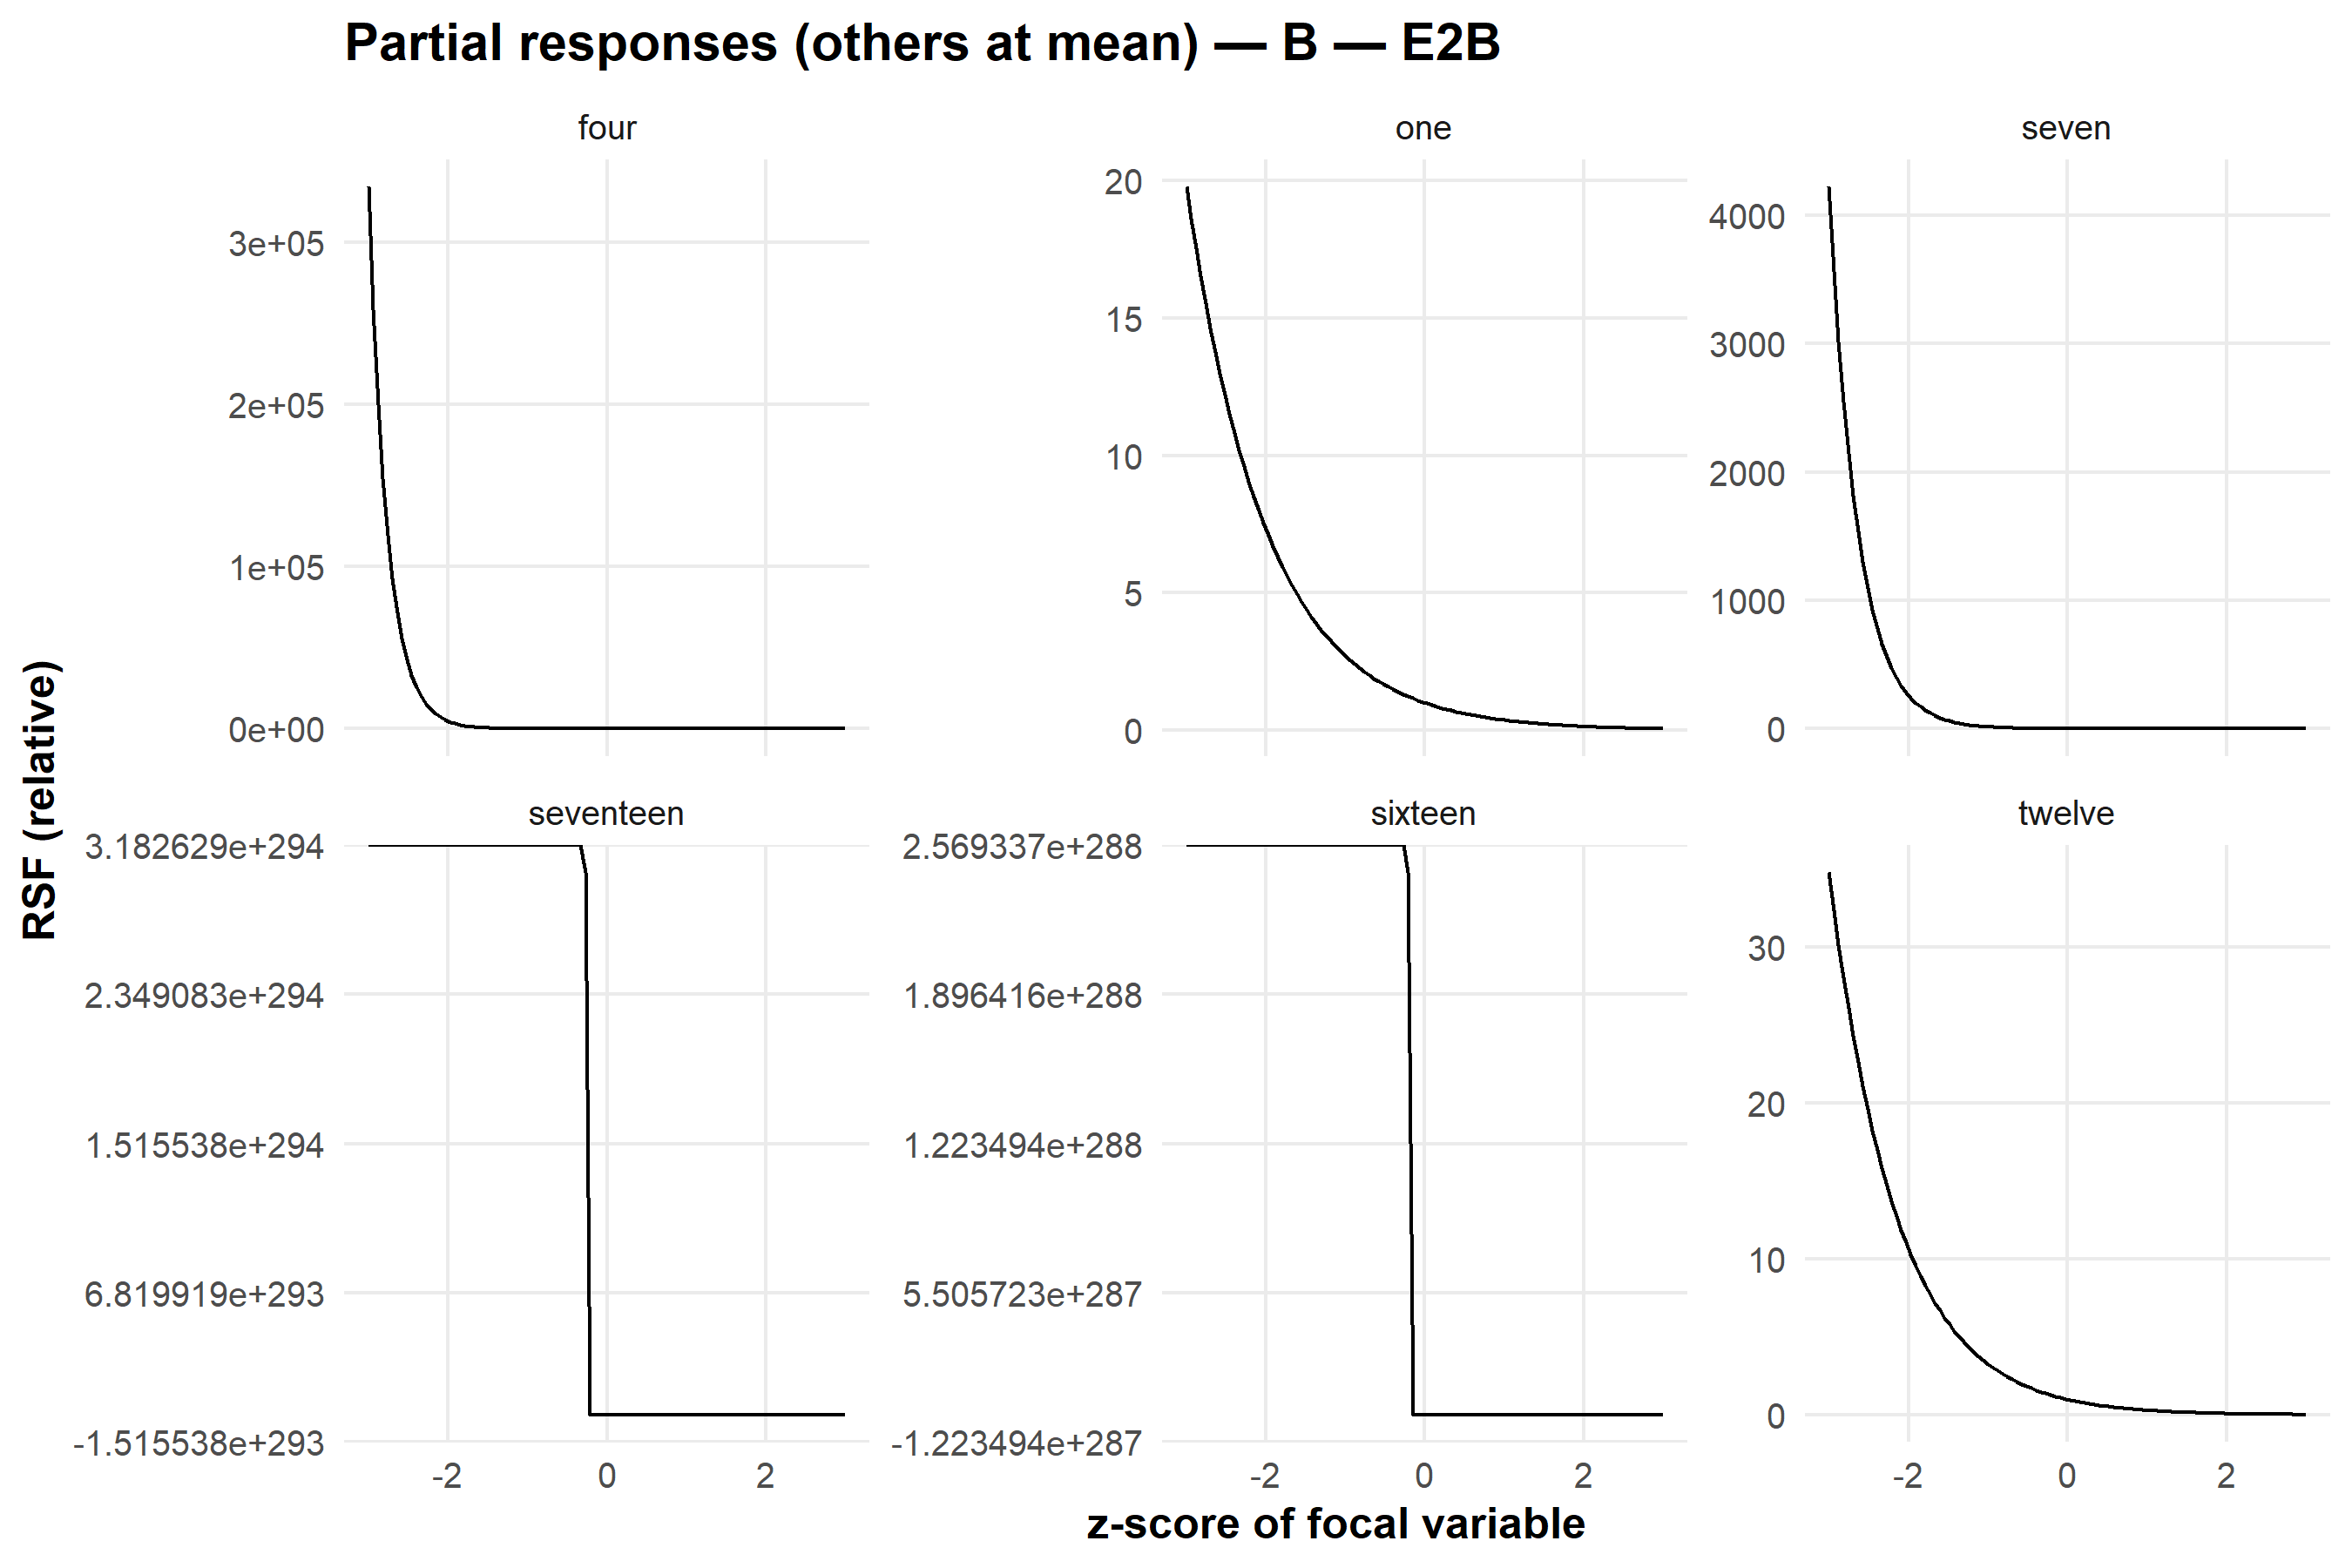 Partial responses (others at mean) — B — E2B
four
one
seven
3e+05
2e+05
1e+05
0e+00
20
15
10
5
0
4000
3000
2000
1000
0
RSF (relative)
seventeen
sixteen
twelve
3.182629e+294
2.349083e+294
1.515538e+294
6.819919e+293
-1.515538e+293
2.569337e+288
1.896416e+288
1.223494e+288
5.505723e+287
-1.223494e+287
30
20
10
0
-2 0 2
-2 0 2
-2 0 2
z-score of focal variable